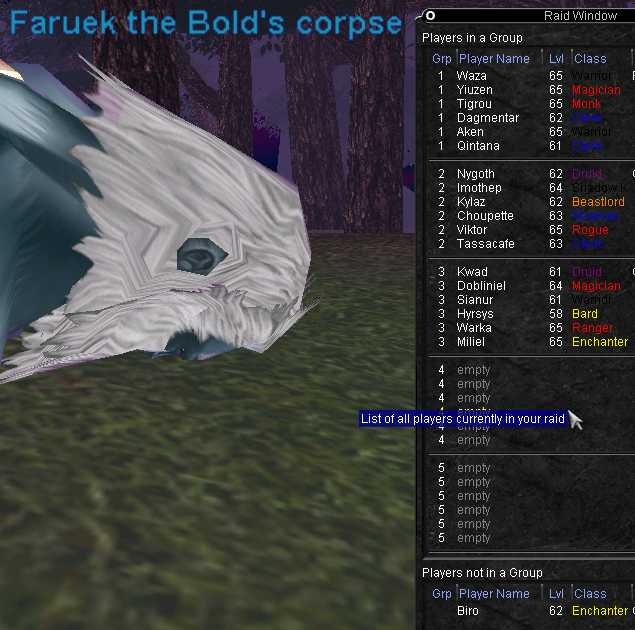 Faruek the Bold's corpse
Raid Window
Players in a Group
Grp Player Name Lvl Class
1 Waza 65 Warrior
1 Yiuzen 65 Magician
1 Tigrou 65 Monk
1 Dagmentar 62 Cleric
1 Aken 65 Warrior
1 Qintana 61 Cleric
2 Nygoth 62 Druid
2 Imothep 64 Shadow K
2 Kylaz 62 Beastlord
2 Choupette 63 Shaman
2 Viktor 65 Rogue
2 Tassacafe 63 Cleric
3 Kwad 61 Druid
3 Dobliniel 64 Magician
3 Sianur 61 Warrior
3 Hyrsys 58 Bard
3 Warka 65 Ranger
3 Miliel 65 Enchanter
4 empty
4 empty
4 empty
4 empty
List of all players currently in your raid
4 empty
4 empty
5 empty
5 empty
5 empty
5 empty
5 empty
5 empty
Players not in a Group
Grp Player Name Lvl Class
Biro 62 Enchanter